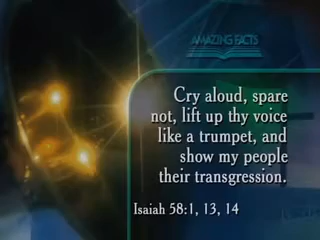 AMAZING FACTS
Cry aloud, spare
not, lift up thy voice
like a trumpet, and
show my people
their transgression.
Isaiah 58:1, 13, 14